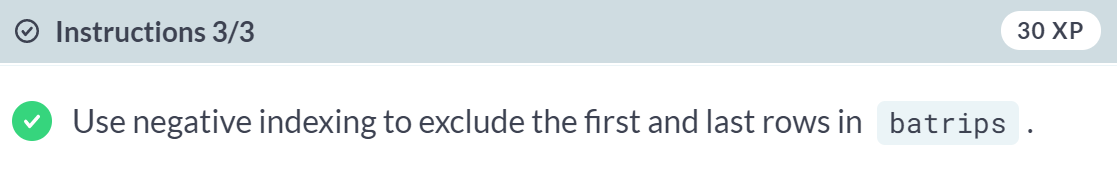 Instructions 3/3
30 XP
Use negative indexing to exclude the first and last rows in batrips .